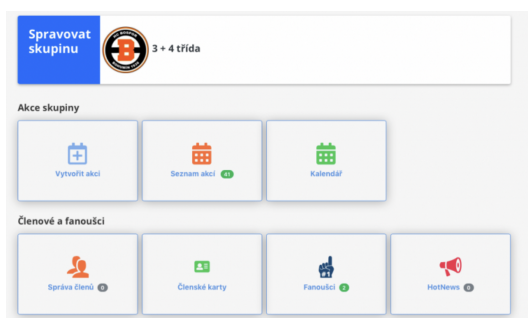 Spravovat
skupinu
3 + 4 třída
Akce skupiny
Vytvořit akci
Seznam akcí 41
Kalendář
Členové a fanoušci
Správa členů 0
Členské karty
Fanoušci 2
HotNews 0